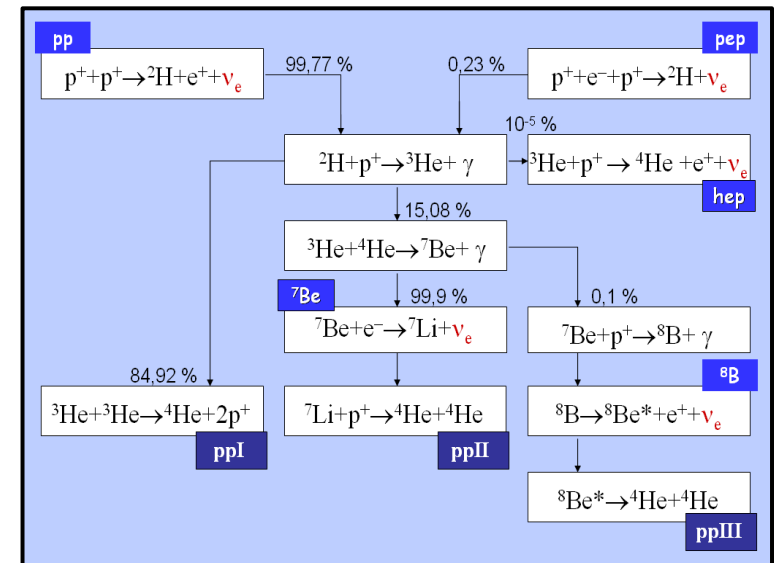 pp
pep
p⁺+p⁺→²H+e⁺+νₑ
99,77 %
0,23 %
p⁺+e⁻+p⁺→²H+νₑ
10⁻⁵ %
²H+p⁺→³He+ γ
³He+p⁺ → ⁴He +e⁺+νₑ
hep
15,08 %
³He+⁴He→⁷Be+ γ
⁷Be
99,9 %
0,1 %
⁷Be+e⁻→⁷Li+νₑ
⁷Be+p⁺→⁸B+ γ
84,92 %
⁸B
³He+³He→⁴He+2p⁺
⁷Li+p⁺→⁴He+⁴He
⁸B→⁸Be*+e⁺+νₑ
ppI
ppII
⁸Be*→⁴He+⁴He
ppIII